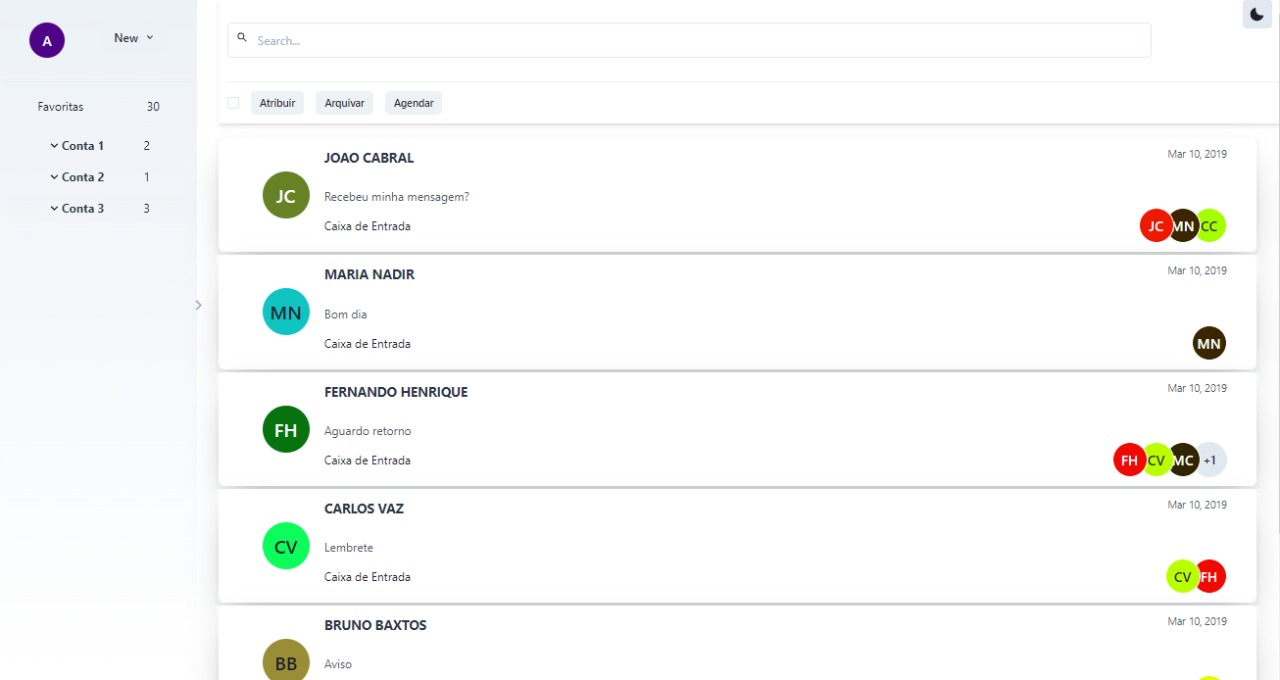 A
New
Search...
Atribuir
Arquivar
Agendar
Favoritas 30
Conta 1 2
Conta 2 1
Conta 3 3
JOAO CABRAL
Mar 10, 2019
JC
Recebeu minha mensagem?
Caixa de Entrada
JC MN CC
MARIA NADIR
Mar 10, 2019
MN
Bom dia
Caixa de Entrada
MN
FERNANDO HENRIQUE
Mar 10, 2019
FH
Aguardo retorno
Caixa de Entrada
FH CV MC +1
CARLOS VAZ
Mar 10, 2019
CV
Lembrete
Caixa de Entrada
CV FH
BRUNO BAXTOS
Mar 10, 2019
BB
Aviso